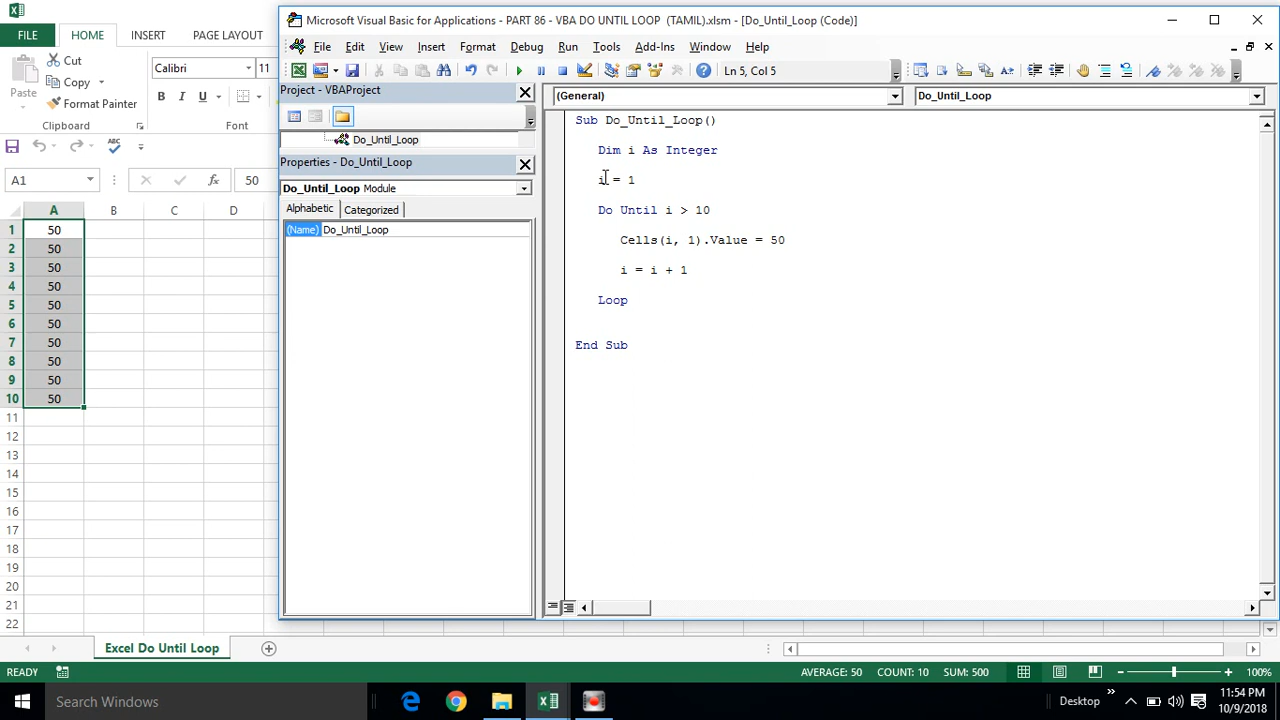 Microsoft Visual Basic for Applications - PART 86 - VBA DO UNTIL LOOP (TAMIL).xlsm - [Do_Until_Loop (Code)]
FILE HOME INSERT PAGE LAYOUT
File Edit View Insert Format Debug Run Tools Add-Ins Window Help
Cut
Copy
Format Painter
Paste
Clipboard
Calibri 11
B I U
Font
Ln 5, Col 5
Project - VBAProject
Do_Until_Loop
Properties - Do_Until_Loop
Do_Until_Loop Module
Alphabetic Categorized
(Name) Do_Until_Loop
(General) Do_Until_Loop
Sub Do_Until_Loop()
Dim i As Integer
i = 1
Do Until i > 10
Cells(i, 1).Value = 50
i = i + 1
Loop
End Sub
A1 fx 50
A B C D
1 50
2 50
3 50
4 50
5 50
6 50
7 50
8 50
9 50
10 50
11
12
13
14
15
16
17
18
19
20
21
22
Excel Do Until Loop
READY AVERAGE: 50 COUNT: 10 SUM: 500 100%
Search Windows
Desktop
11:54 PM
10/9/2018